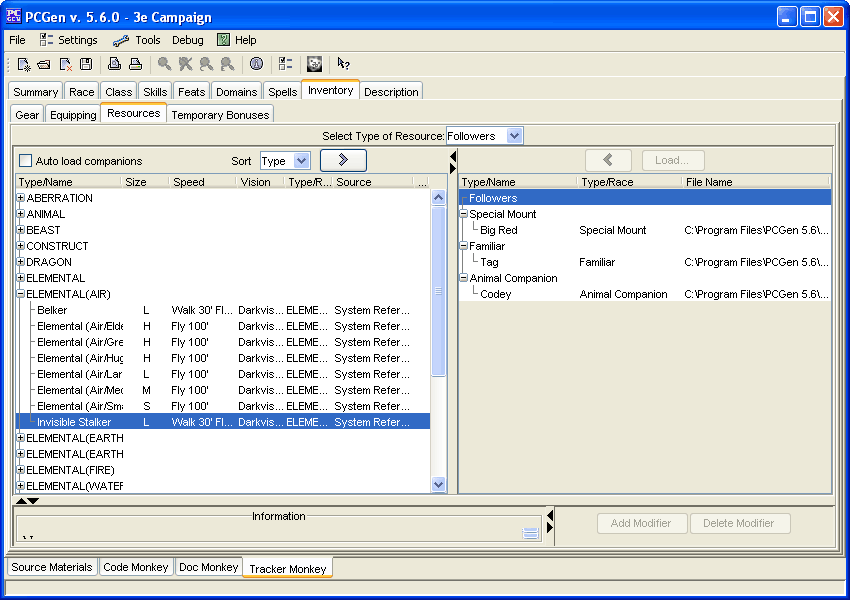 PCGen v. 5.6.0 - 3e Campaign
File Settings Tools Debug Help
Summary Race Class Skills Feats Domains Spells Inventory Description
Gear Equipping Resources Temporary Bonuses
Select Type of Resource: Followers
Auto load companions Sort Type Load...
Type/Name Size Speed Vision Type/R... Source ...
ABERRATION
ANIMAL
BEAST
CONSTRUCT
DRAGON
ELEMENTAL
ELEMENTAL(AIR)
Belker L Walk 30' Fl... Darkvis... ELEME... System Refer...
Elemental (Air/Elde H Fly 100' Darkvis... ELEME... System Refer...
Elemental (Air/Gre H Fly 100' Darkvis... ELEME... System Refer...
Elemental (Air/Hug H Fly 100' Darkvis... ELEME... System Refer...
Elemental (Air/Lar L Fly 100' Darkvis... ELEME... System Refer...
Elemental (Air/Med M Fly 100' Darkvis... ELEME... System Refer...
Elemental (Air/Sma S Fly 100' Darkvis... ELEME... System Refer...
Invisible Stalker L Walk 30' Fl... Darkvis... ELEME... System Refer...
ELEMENTAL(EARTH
ELEMENTAL(EARTH
ELEMENTAL(FIRE)
ELEMENTAL(WATER
Type/Name Type/Race File Name
Followers
Special Mount
Big Red Special Mount C:\Program Files\PCGen 5.6\...
Familiar
Tag Familiar C:\Program Files\PCGen 5.6\...
Animal Companion
Codey Animal Companion C:\Program Files\PCGen 5.6\...
Information
Add Modifier Delete Modifier
Source Materials Code Monkey Doc Monkey Tracker Monkey